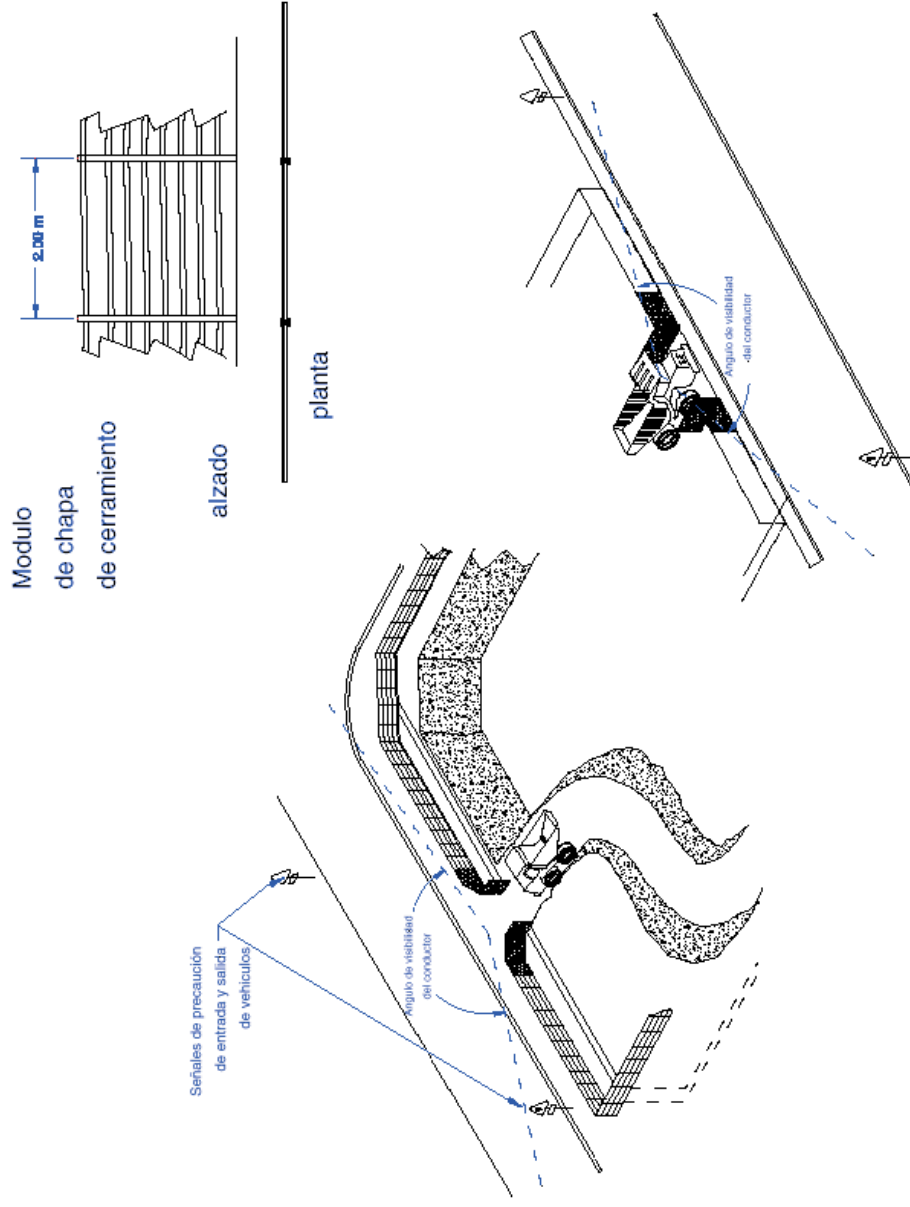 Modulo
de chapa
de cerramiento
2.00 m
alzado
planta
Señales de precaución
de entrada y salida
de vehiculos
Angulo de visibilidad
del conductor
Angulo de visibilidad
-del conductor